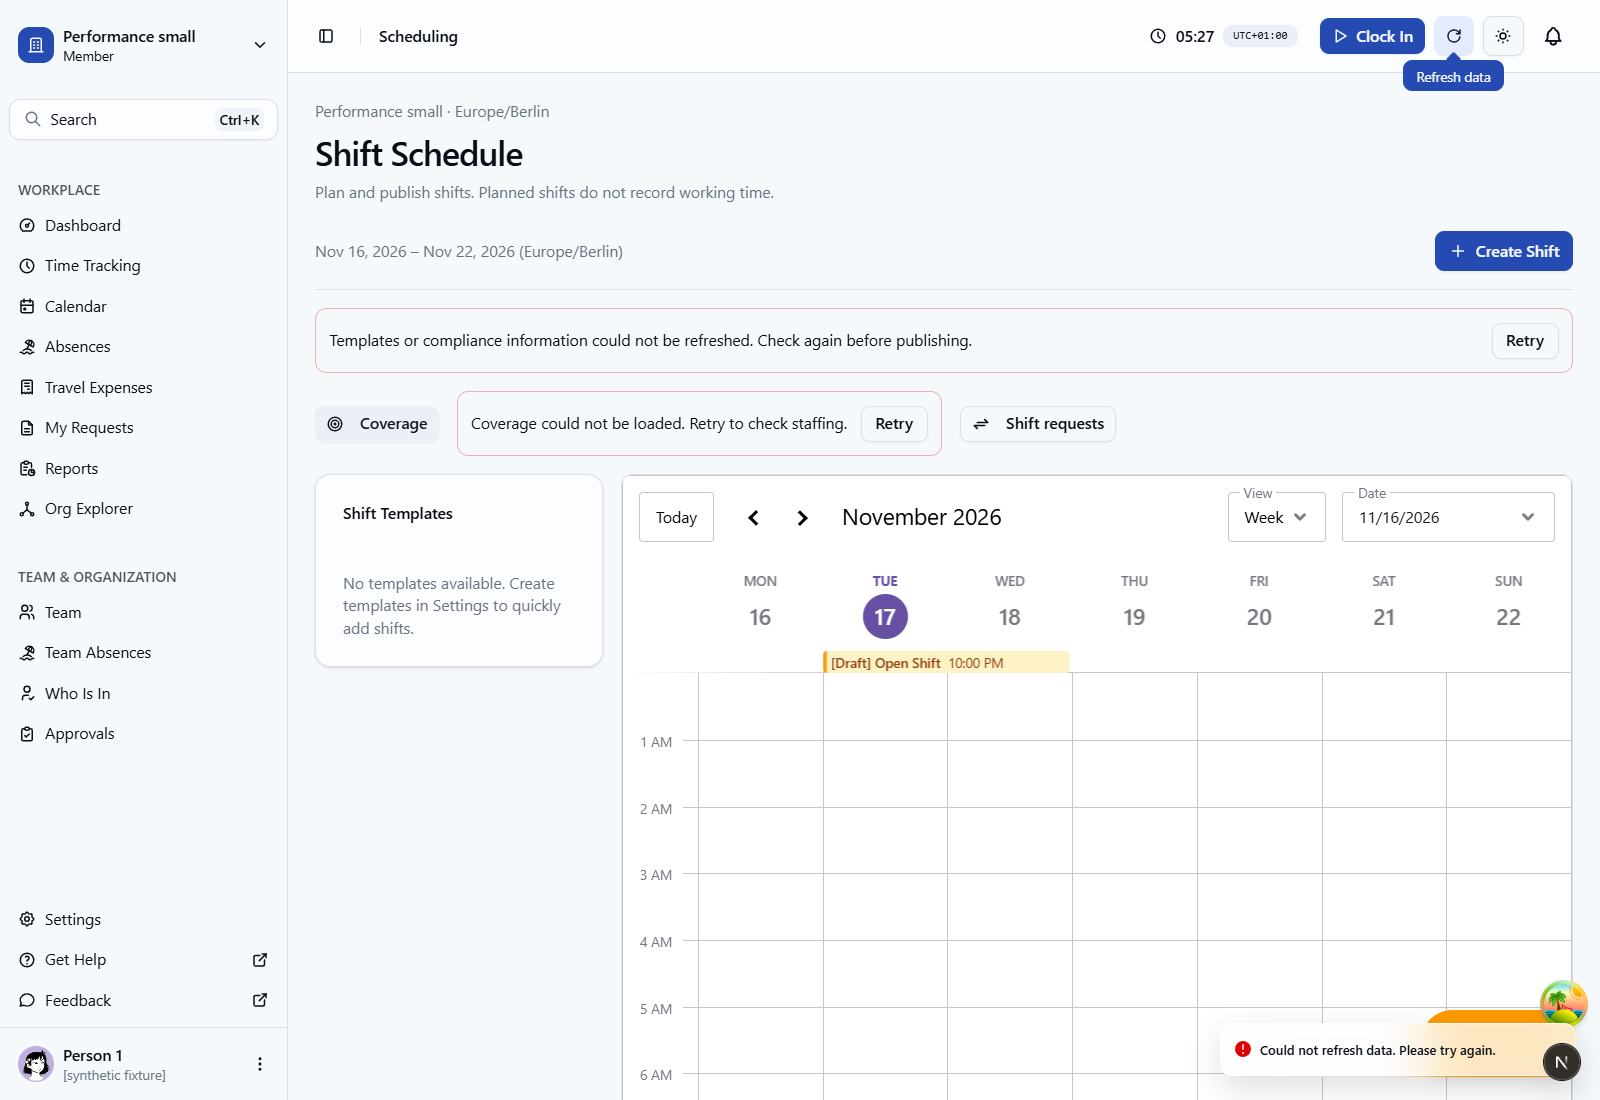 Performance small
Member
Search
Ctrl+K
WORKPLACE
Dashboard
Time Tracking
Calendar
Absences
Travel Expenses
My Requests
Reports
Org Explorer
TEAM & ORGANIZATION
Team
Team Absences
Who Is In
Approvals
Settings
Get Help
Feedback
Person 1
[synthetic fixture]
Scheduling
05:27
UTC+01:00
Clock In
Refresh data
Performance small · Europe/Berlin
Shift Schedule
Plan and publish shifts. Planned shifts do not record working time.
Nov 16, 2026 – Nov 22, 2026 (Europe/Berlin)
Create Shift
Templates or compliance information could not be refreshed. Check again before publishing.
Retry
Coverage
Coverage could not be loaded. Retry to check staffing.
Retry
Shift requests
Shift Templates
No templates available. Create
templates in Settings to quickly
add shifts.
Today
November 2026
View
Week
Date
11/16/2026
MON
16
TUE
17
WED
18
THU
19
FRI
20
SAT
21
SUN
22
[Draft] Open Shift 10:00 PM
1 AM
2 AM
3 AM
4 AM
5 AM
6 AM
Could not refresh data. Please try again.
N